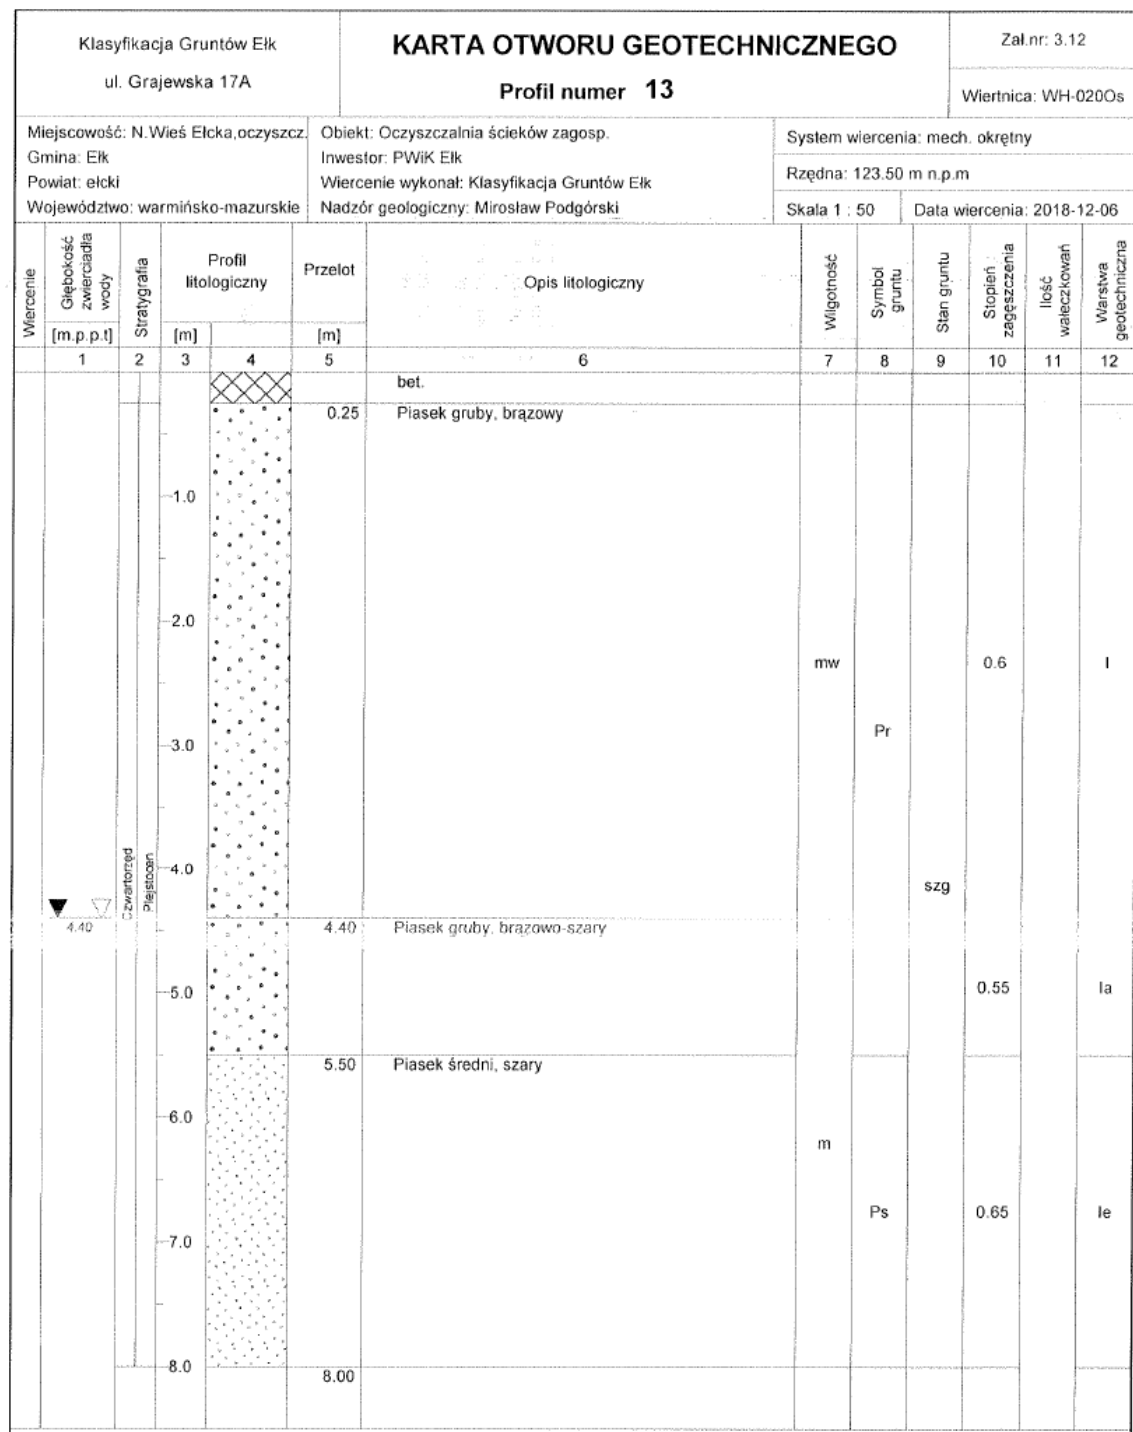 Klasyfikacja Gruntów Ełk
ul. Grajewska 17A
KARTA OTWORU GEOTECHNICZNEGO
Profil numer 13
Zał.nr: 3.12
Wiertnica: WH-020Os
Miejscowość: N.Wieś Ełcka,oczyszcz.
Gmina: Ełk
Powiat: ełcki
Województwo: warmińsko-mazurskie
Obiekt: Oczyszczalnia ścieków zagosp.
Inwestor: PWiK Ełk
Wiercenie wykonał: Klasyfikacja Gruntów Ełk
Nadzór geologiczny: Mirosław Podgórski
System wiercenia: mech. okrętny
Rzędna: 123.50 m n.p.m
Skala 1 : 50
Data wiercenia: 2018-12-06
Wiercenie
Głębokość zwierciadła wody
[m.p.p.t]
Stratygrafia
Profil litologiczny
[m]
Przelot
[m]
Opis litologiczny
Wilgotność
Symbol gruntu
Stan gruntu
Stopień zagęszczenia
Ilość wałeczkowań
Warstwa geotechniczna
1 2 3 4 5 6 7 8 9 10 11 12
bet.
0.25 Piasek gruby, brązowy
1.0
2.0
mw 0.6 I
Pr
3.0
4.0
Czwartorzęd
Plejstocen
szg
4.40 4.40 Piasek gruby, brązowo-szary
5.0 0.55 Ia
5.50 Piasek średni, szary
6.0
m
Ps 0.65 Ie
7.0
8.0
8.00